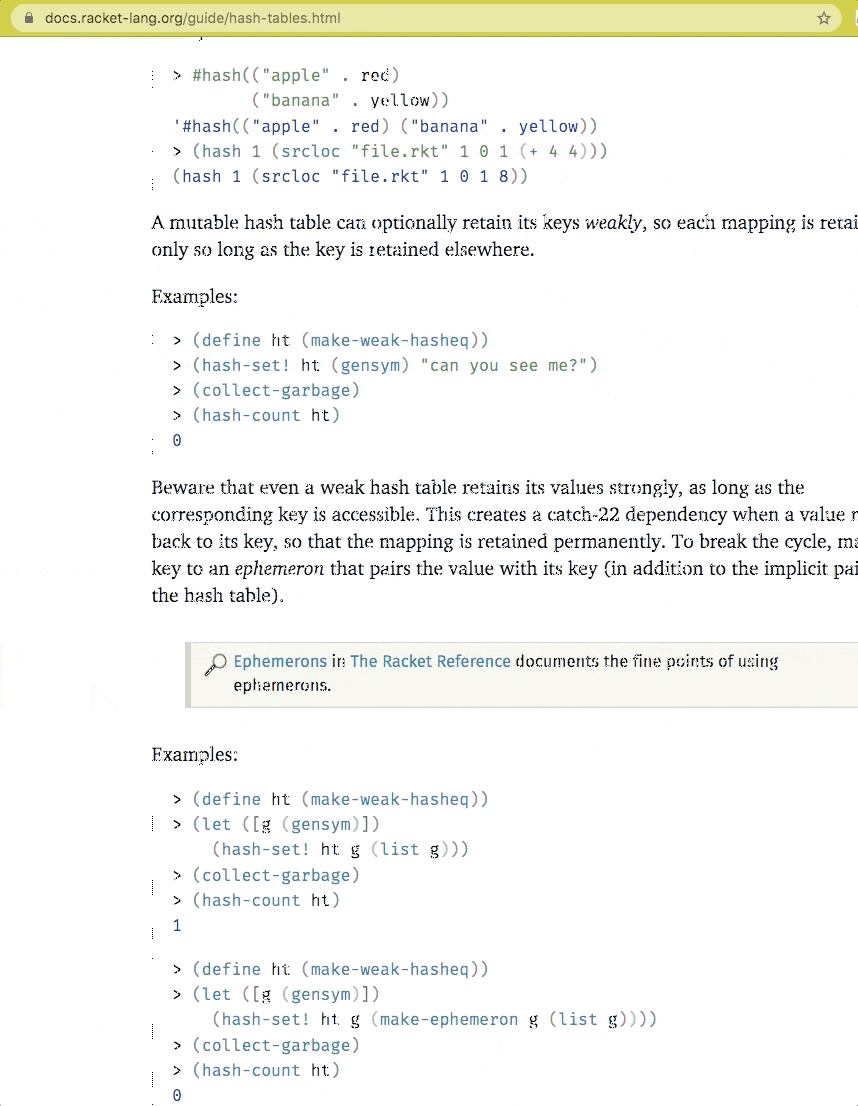 docs.racket-lang.org/guide/hash-tables.html
> #hash(("apple" . red)
("banana" . yellow))
'#hash(("apple" . red) ("banana" . yellow))
> (hash 1 (srcloc "file.rkt" 1 0 1 (+ 4 4)))
(hash 1 (srcloc "file.rkt" 1 0 1 8))
A mutable hash table can optionally retain its keys weakly, so each mapping is retai
only so long as the key is retained elsewhere.
Examples:
> (define ht (make-weak-hasheq))
> (hash-set! ht (gensym) "can you see me?")
> (collect-garbage)
> (hash-count ht)
0
Beware that even a weak hash table retains its values strongly, as long as the
corresponding key is accessible. This creates a catch-22 dependency when a value r
back to its key, so that the mapping is retained permanently. To break the cycle, ma
key to an ephemeron that pairs the value with its key (in addition to the implicit pai
the hash table).
Ephemerons in The Racket Reference documents the fine points of using
ephemerons.
Examples:
> (define ht (make-weak-hasheq))
> (let ([g (gensym)])
(hash-set! ht g (list g)))
> (collect-garbage)
> (hash-count ht)
1
> (define ht (make-weak-hasheq))
> (let ([g (gensym)])
(hash-set! ht g (make-ephemeron g (list g))))
> (collect-garbage)
> (hash-count ht)
0